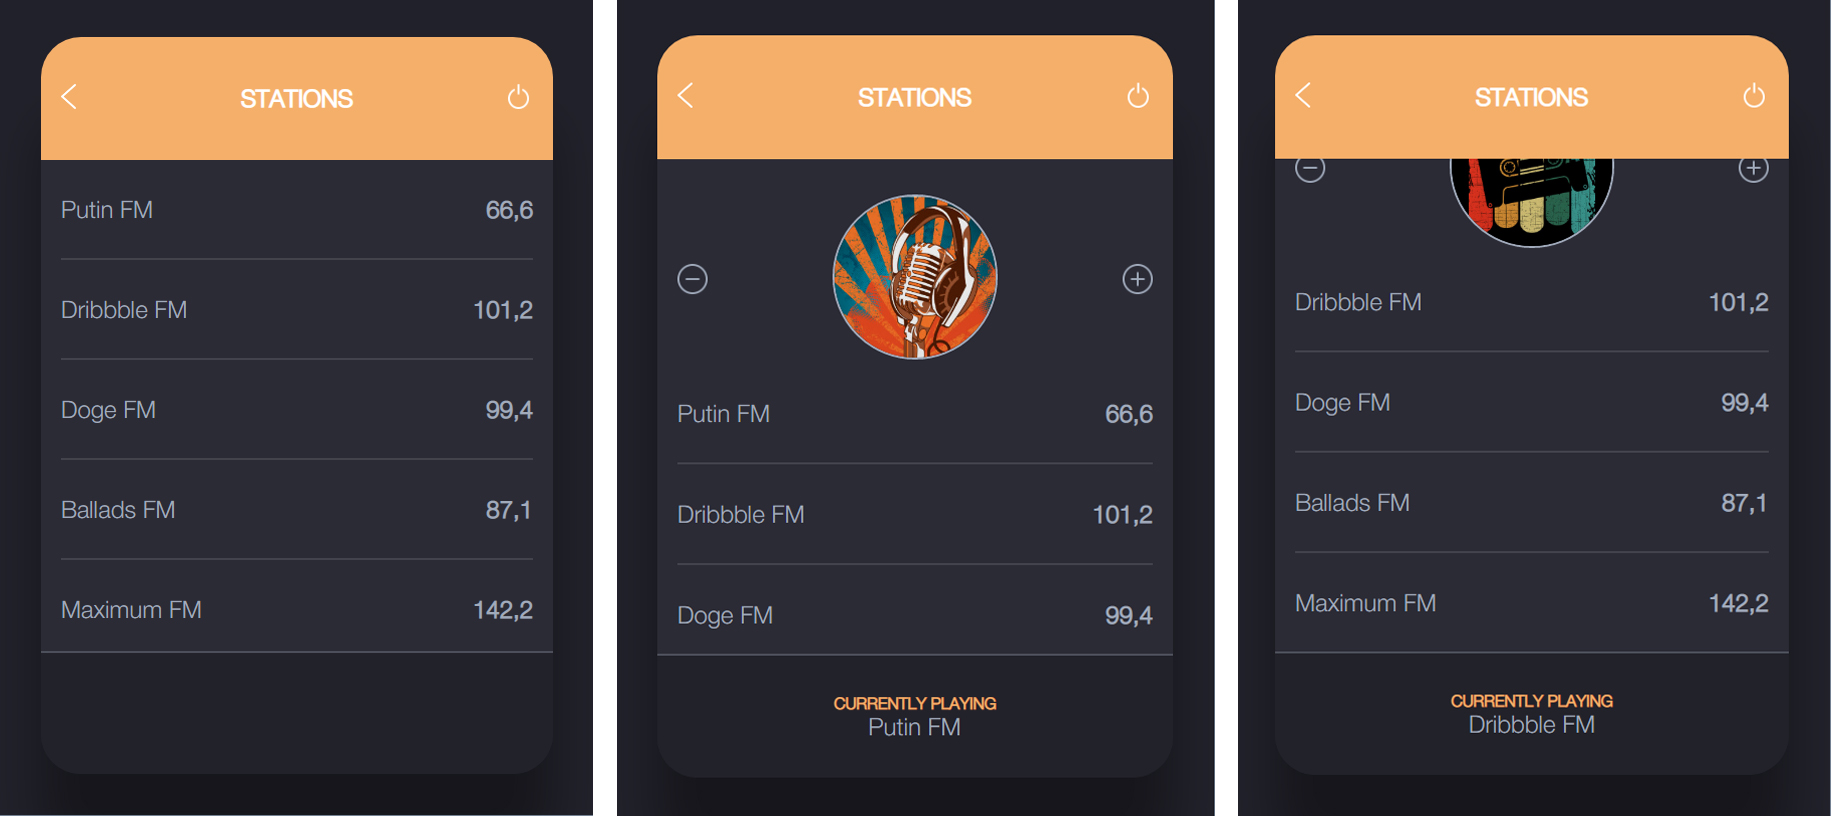 STATIONS
Putin FM 66,6
Dribbble FM 101,2
Doge FM 99,4
Ballads FM 87,1
Maximum FM 142,2
STATIONS
Putin FM 66,6
Dribbble FM 101,2
Doge FM 99,4
CURRENTLY PLAYING
Putin FM
STATIONS
Dribbble FM 101,2
Doge FM 99,4
Ballads FM 87,1
Maximum FM 142,2
CURRENTLY PLAYING
Dribbble FM